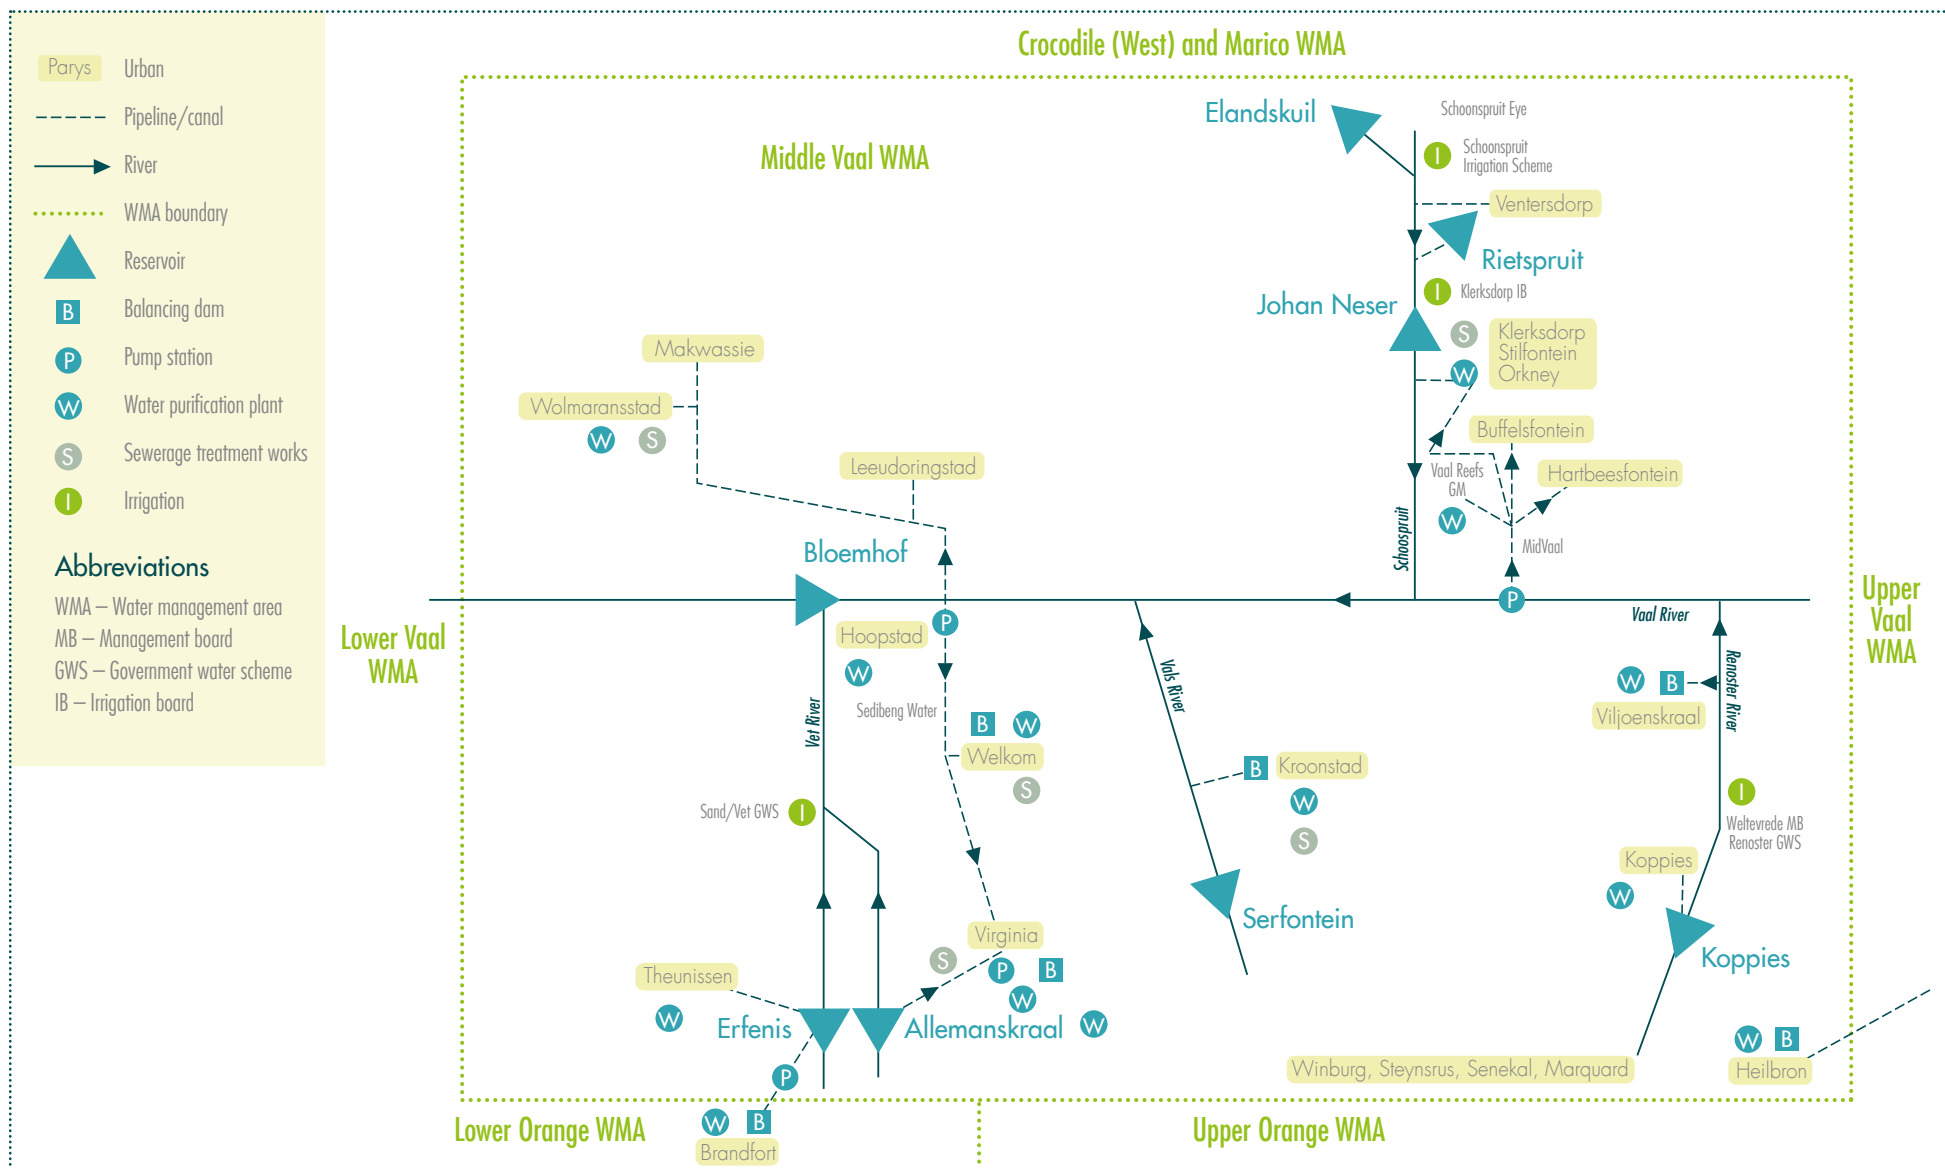 Parys
Urban
Pipeline/canal
River
WMA boundary
Reservoir
B
Balancing dam
P
Pump station
W
Water purification plant
S
Sewerage treatment works
I
Irrigation
Abbreviations
WMA – Water management area
MB – Management board
GWS – Government water scheme
IB – Irrigation board
Crocodile (West) and Marico WMA
Middle Vaal WMA
Elandskuil
Schoonspruit Eye
I
Schoonspruit
Irrigation Scheme
Ventersdorp
Rietspruit
I
Klerksdorp IB
Johan Neser
S
Klerksdorp
Stilfontein
Orkney
W
Makwassie
Wolmaransstad
W
S
Leeudoringstad
Buffelsfontein
Vaal Reefs
GM
W
Hartbeesfontein
MidVaal
Schoospruit
Bloemhof
P
Vaal River
Upper
Vaal
WMA
Lower Vaal
WMA
Hoopstad
P
W
Sedibeng Water
Vet River
Vals River
Renoster River
W
B
Viljoenskraal
B
W
Welkom
S
B
Kroonstad
W
S
Sand/Vet GWS
I
I
Weltevrede MB
Renoster GWS
Koppies
W
Koppies
Serfontein
Virginia
S
P
B
W
Theunissen
W
Erfenis
Allemanskraal
W
P
Winburg, Steynsrus, Senekal, Marquard
W
B
Heilbron
Lower Orange WMA
W
B
Brandfort
Upper Orange WMA